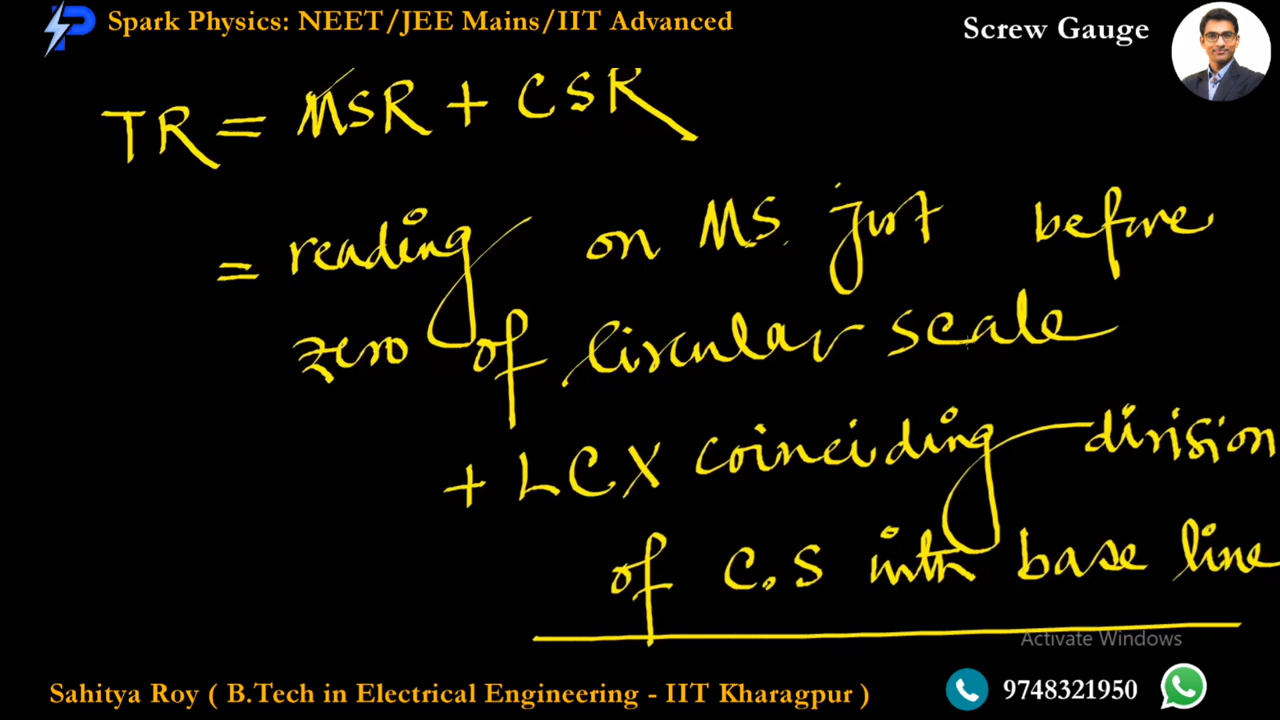 Spark Physics: NEET/JEE Mains/IIT Advanced
Screw Gauge
TR = MSR + CSR
= reading on MS. just before
zero of circular scale
+ LC X coinciding division
of C.S with base line
Activate Windows
Sahitya Roy ( B.Tech in Electrical Engineering - IIT Kharagpur )
9748321950